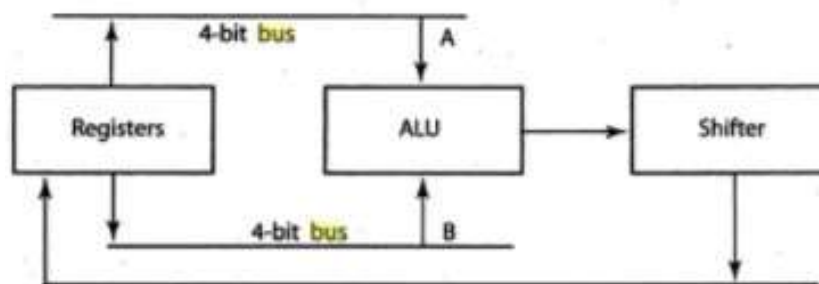 4-bit bus
A
Registers
ALU
Shifter
4-bit bus
B